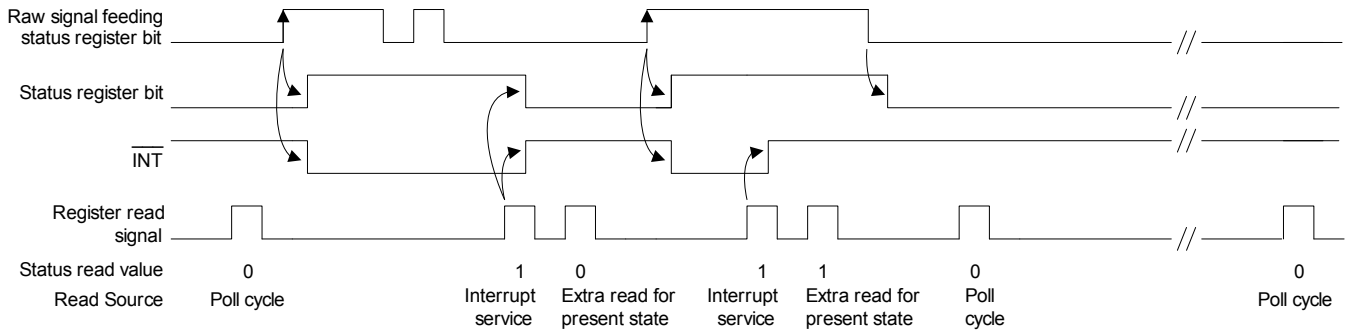 Raw signal feeding
status register bit
Status register bit
INT
Register read
signal
Status read value 0 1 0 1 1 0 0
Read Source Poll cycle Interrupt Extra read for Interrupt Extra read for Poll Poll cycle
service present state service present state cycle